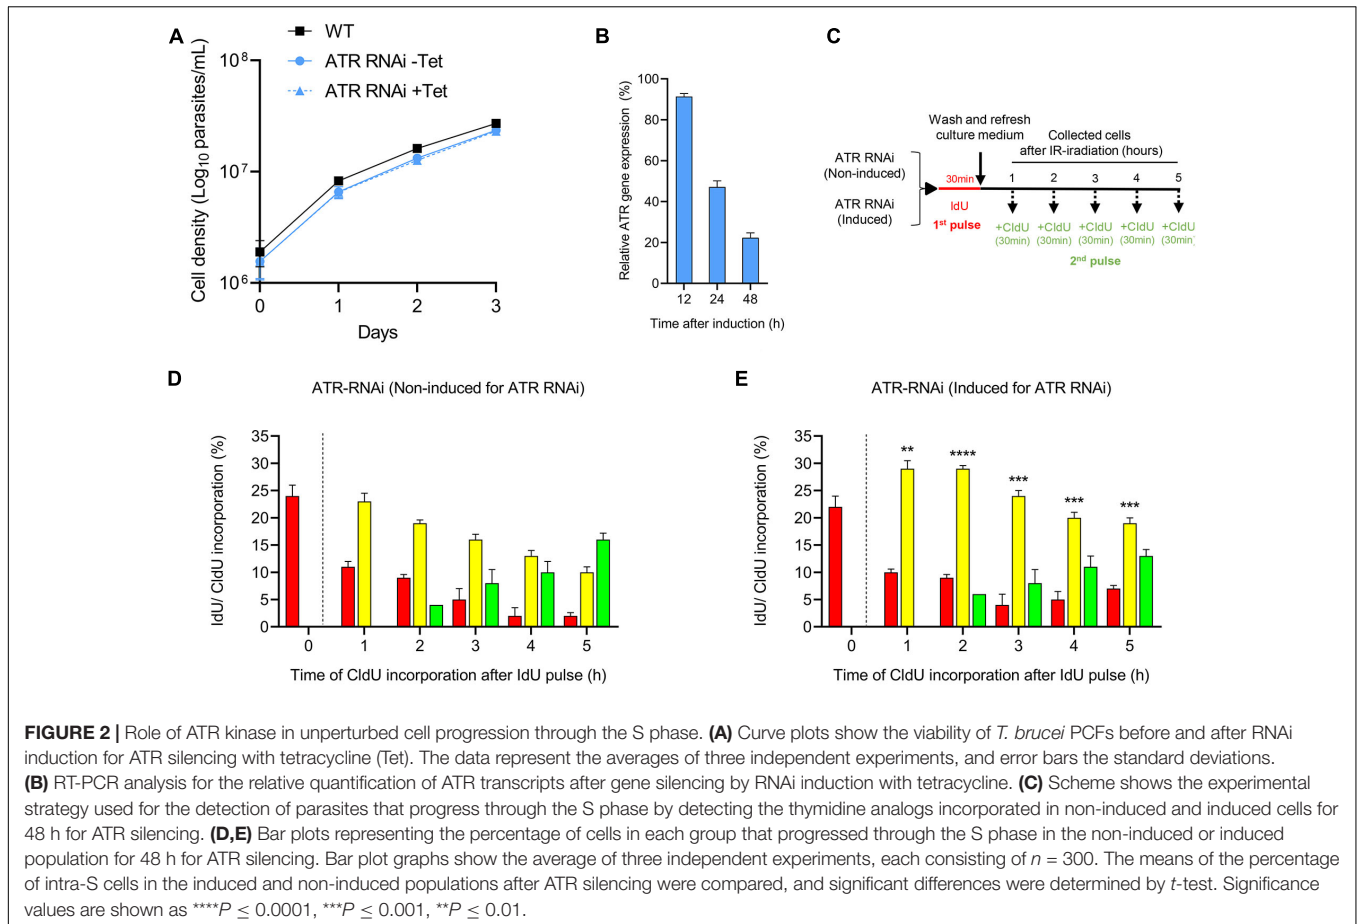 A
WT
ATR RNAi -Tet
ATR RNAi +Tet
Cell density (Log10 parasites/mL)
10^8
10^7
10^6
0 1 2 3
Days
B
Relative ATR gene expression (%)
100
80
60
40
20
0
12 24 48
Time after induction (h)
C
Wash and refresh
culture medium
Collected cells
after IR-irradiation (hours)
ATR RNAi
(Non-induced)
ATR RNAi
(Induced)
30min
1 2 3 4 5
IdU
1st pulse
+CldU +CldU +CldU +CldU +CldU
(30min) (30min) (30min) (30min) (30min)
2nd pulse
D
ATR-RNAi (Non-induced for ATR RNAi)
IdU/ CldU incorporation (%)
35
30
25
20
15
10
5
0
0 1 2 3 4 5
Time of CldU incorporation after IdU pulse (h)
E
ATR-RNAi (Induced for ATR RNAi)
IdU/ CldU incorporation (%)
35
30
25
20
15
10
5
0
** **** *** *** ***
0 1 2 3 4 5
Time of CldU incorporation after IdU pulse (h)
FIGURE 2 | Role of ATR kinase in unperturbed cell progression through the S phase. (A) Curve plots show the viability of T. brucei PCFs before and after RNAi
induction for ATR silencing with tetracycline (Tet). The data represent the averages of three independent experiments, and error bars the standard deviations.
(B) RT-PCR analysis for the relative quantification of ATR transcripts after gene silencing by RNAi induction with tetracycline. (C) Scheme shows the experimental
strategy used for the detection of parasites that progress through the S phase by detecting the thymidine analogs incorporated in non-induced and induced cells for
48 h for ATR silencing. (D,E) Bar plots representing the percentage of cells in each group that progressed through the S phase in the non-induced or induced
population for 48 h for ATR silencing. Bar plot graphs show the average of three independent experiments, each consisting of n = 300. The means of the percentage
of intra-S cells in the induced and non-induced populations after ATR silencing were compared, and significant differences were determined by t-test. Significance
values are shown as ****P ≤ 0.0001, ***P ≤ 0.001, **P ≤ 0.01.